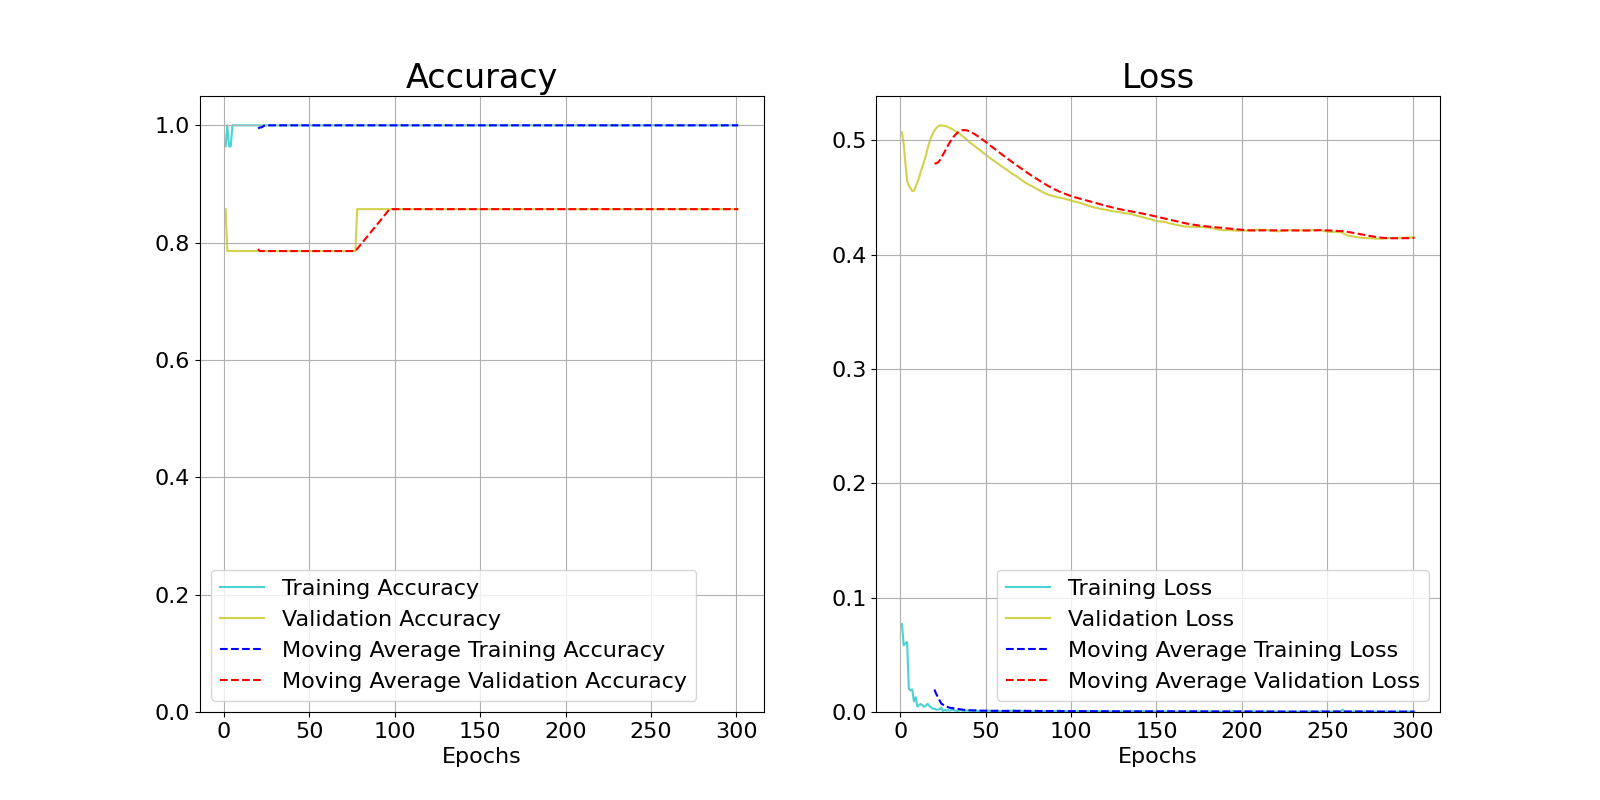 Accuracy
1.0
0.8
0.6
0.4
0.2
0.0
0 50 100 150 200 250 300
Epochs
Training Accuracy
Validation Accuracy
Moving Average Training Accuracy
Moving Average Validation Accuracy
Loss
0.5
0.4
0.3
0.2
0.1
0.0
0 50 100 150 200 250 300
Epochs
Training Loss
Validation Loss
Moving Average Training Loss
Moving Average Validation Loss